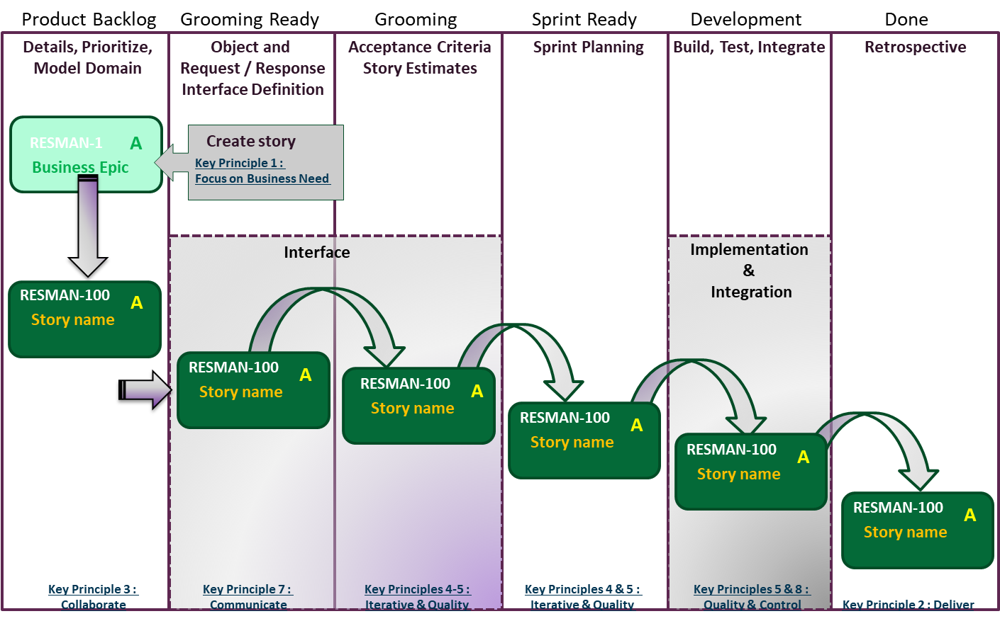 Product Backlog
Grooming Ready
Grooming
Sprint Ready
Development
Done
Details, Prioritize,
Model Domain
Object and
Request / Response
Interface Definition
Acceptance Criteria
Story Estimates
Sprint Planning
Build, Test, Integrate
Retrospective
RESMAN-1
A
Business Epic
Create story
Key Principle 1 :
Focus on Business Need
Interface
Implementation
&
Integration
RESMAN-100
A
Story name
RESMAN-100
A
Story name
RESMAN-100
A
Story name
RESMAN-100
A
Story name
RESMAN-100
A
Story name
RESMAN-100
A
Story name
Key Principle 3 :
Collaborate
Key Principle 7 :
Communicate
Key Principles 4-5 :
Iterative & Quality
Key Principles 4 & 5 :
Iterative & Quality
Key Principles 5 & 8 :
Quality & Control
Key Principle 2 : Deliver